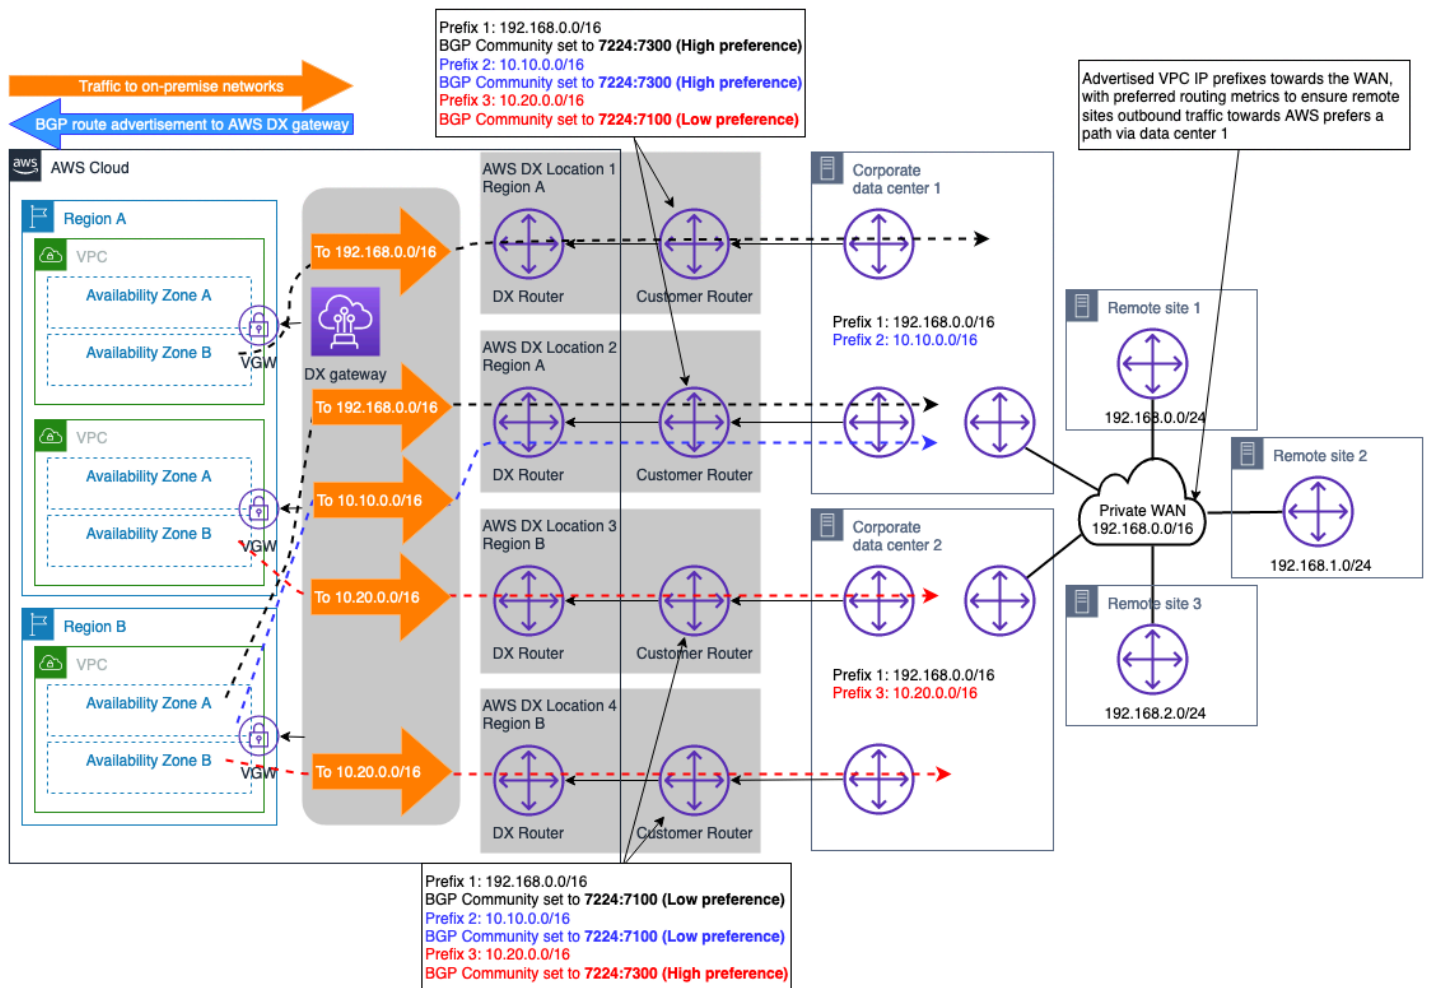 Prefix 1: 192.168.0.0/16
BGP Community set to 7224:7300 (High preference)
Prefix 2: 10.10.0.0/16
BGP Community set to 7224:7300 (High preference)
Prefix 3: 10.20.0.0/16
BGP Community set to 7224:7100 (Low preference)
Traffic to on-premise networks
BGP route advertisement to AWS DX gateway
Advertised VPC IP prefixes towards the WAN,
with preferred routing metrics to ensure remote
sites outbound traffic towards AWS prefers a
path via data center 1
aws
AWS Cloud
Region A
VPC
Availability Zone A
Availability Zone B
VGW
VPC
Availability Zone A
Availability Zone B
VGW
Region B
VPC
Availability Zone A
Availability Zone B
VGW
To 192.168.0.0/16
DX gateway
To 192.168.0.0/16
To 10.10.0.0/16
To 10.20.0.0/16
To 10.20.0.0/16
AWS DX Location 1
Region A
DX Router
Customer Router
AWS DX Location 2
Region A
DX Router
Customer Router
AWS DX Location 3
Region B
DX Router
Customer Router
AWS DX Location 4
Region B
DX Router
Customer Router
Corporate
data center 1
Prefix 1: 192.168.0.0/16
Prefix 2: 10.10.0.0/16
Corporate
data center 2
Prefix 1: 192.168.0.0/16
Prefix 3: 10.20.0.0/16
Remote site 1
192.168.0.0/24
Remote site 2
192.168.1.0/24
Private WAN
192.168.0.0/16
Remote site 3
192.168.2.0/24
Prefix 1: 192.168.0.0/16
BGP Community set to 7224:7100 (Low preference)
Prefix 2: 10.10.0.0/16
BGP Community set to 7224:7100 (Low preference)
Prefix 3: 10.20.0.0/16
BGP Community set to 7224:7300 (High preference)